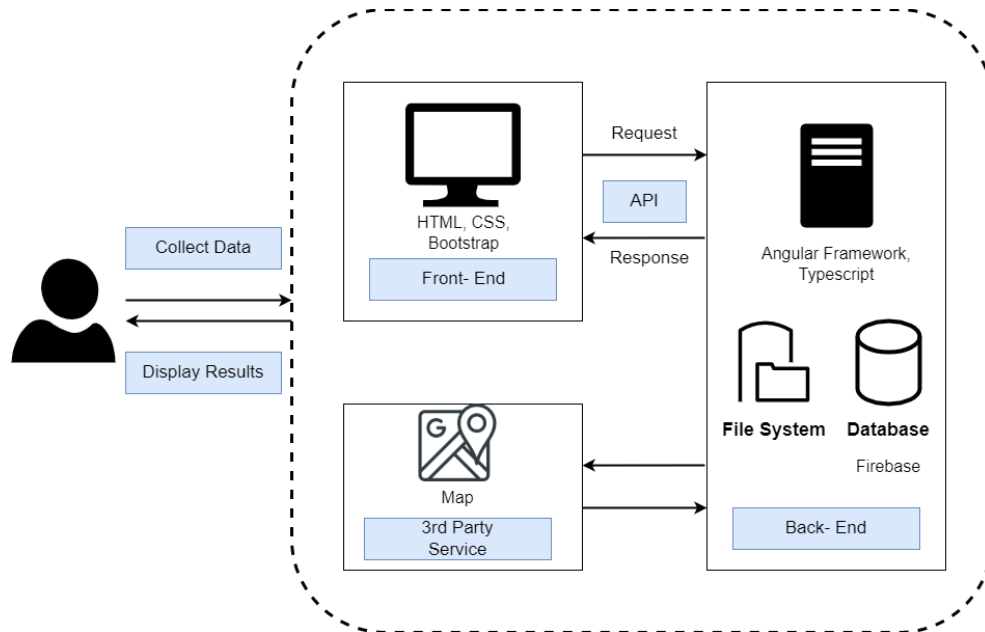 Request
API
Response
HTML, CSS,
Bootstrap
Front- End
Angular Framework,
Typescript
Collect Data
Display Results
File System
Database
Firebase
G
Map
3rd Party
Service
Back- End